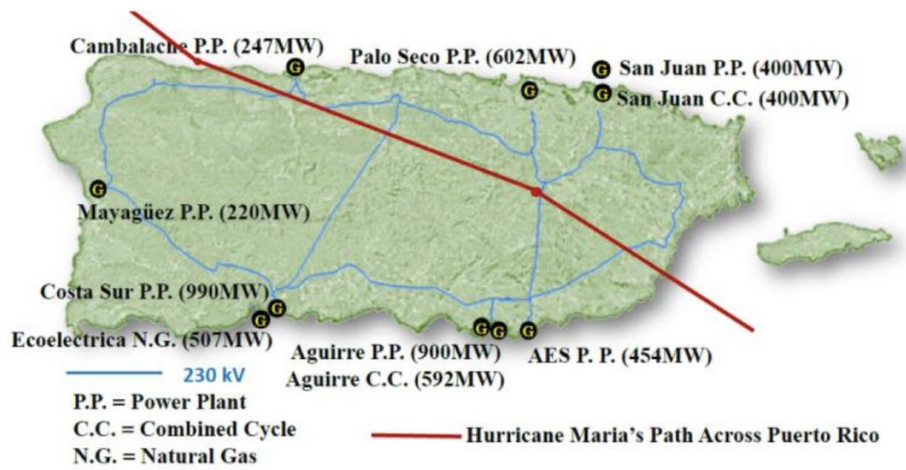 Cambalache P.P. (247MW)
Palo Seco P.P. (602MW)
G San Juan P.P. (400MW)
G San Juan C.C. (400MW)
G
G
G
Mayagüez P.P. (220MW)
Costa Sur P.P. (990MW)
G
G
Ecoelectrica N.G. (507MW)
G G G
Aguirre P.P. (900MW)
AES P. P. (454MW)
Aguirre C.C. (592MW)
230 kV
P.P. = Power Plant
C.C. = Combined Cycle
N.G. = Natural Gas
Hurricane Maria's Path Across Puerto Rico